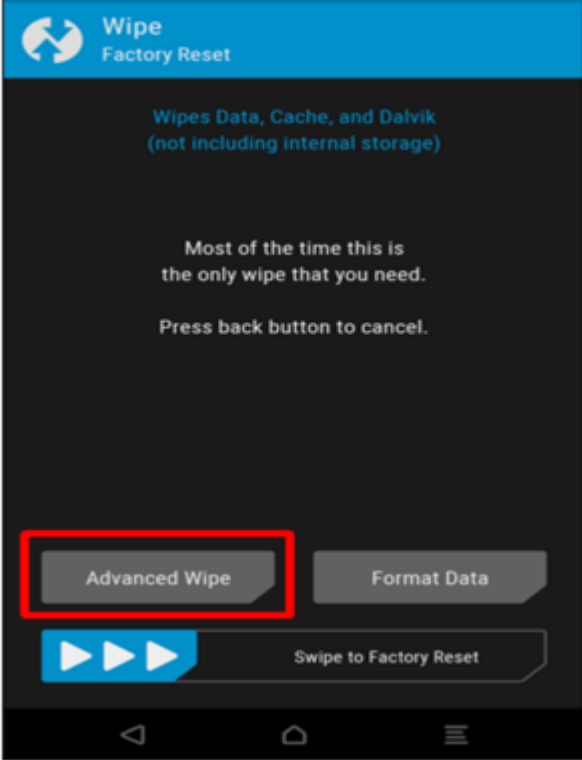 Wipe
Factory Reset
Wipes Data, Cache, and Dalvik
(not including internal storage)
Most of the time this is
the only wipe that you need.
Press back button to cancel.
Advanced Wipe
Format Data
Swipe to Factory Reset